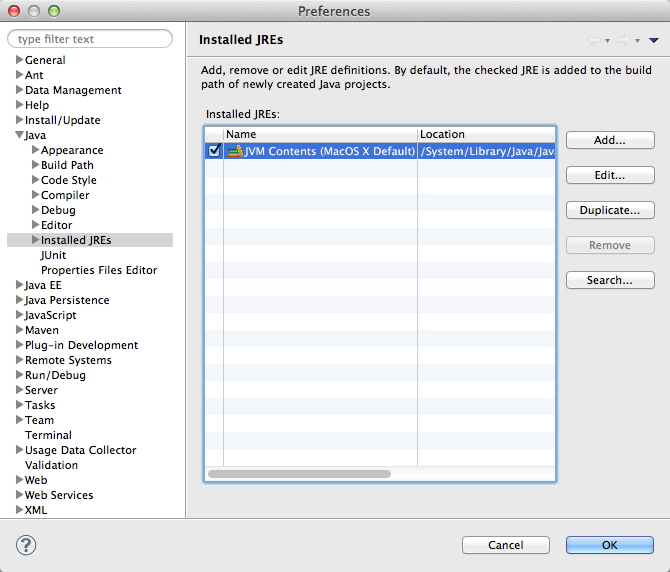 Preferences
type filter text
General
Ant
Data Management
Help
Install/Update
Java
Appearance
Build Path
Code Style
Compiler
Debug
Editor
Installed JREs
JUnit
Properties Files Editor
Java EE
Java Persistence
JavaScript
Maven
Plug-in Development
Remote Systems
Run/Debug
Server
Tasks
Team
Terminal
Usage Data Collector
Validation
Web
Web Services
XML
Installed JREs
Add, remove or edit JRE definitions. By default, the checked JRE is added to the build
path of newly created Java projects.
Installed JREs:
Name Location
JVM Contents (MacOS X Default) /System/Library/Java/Jav
Add...
Edit...
Duplicate...
Remove
Search...
?
Cancel OK